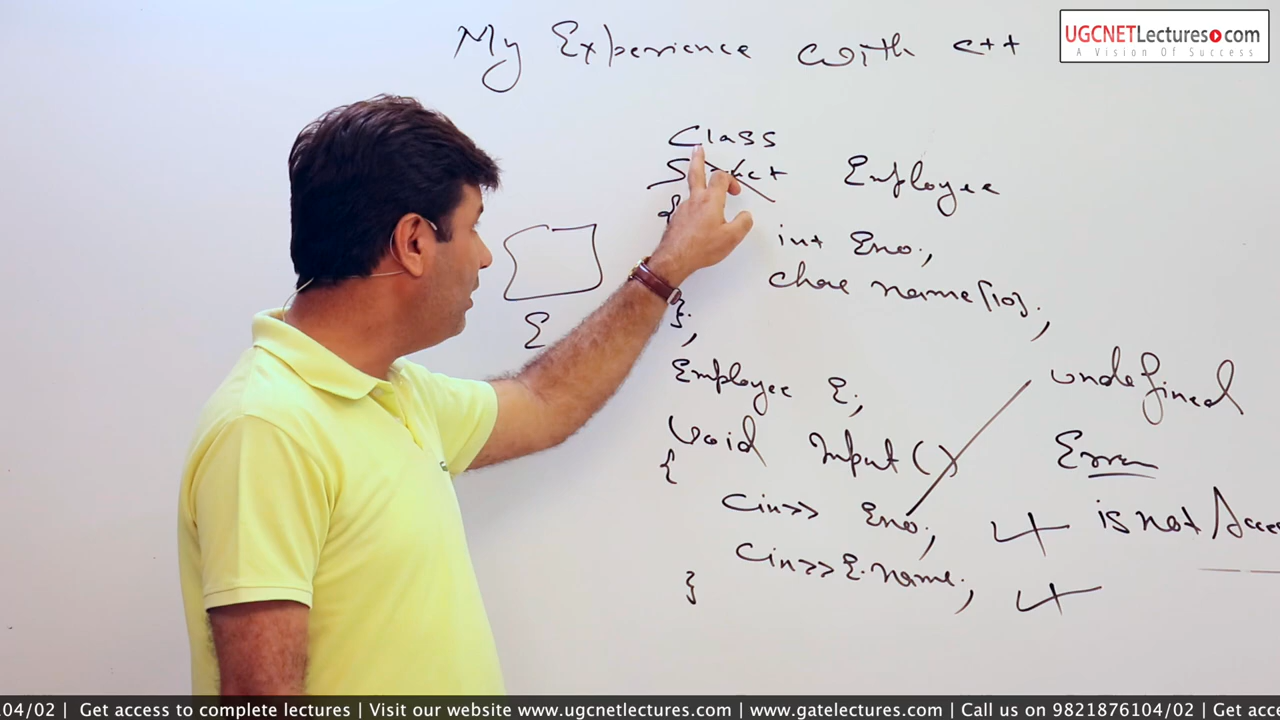 My Experience with C++
UGCNETLectures.com
A Vision Of Success
Class
Struct Employee
{
int Eno;
char name[10];
};
E
Employee E;
undefined
Void Input()
Error
{
Cin>> Eno;
is not Acce
Cin>>E.name;
}
.04/02 | Get access to complete lectures | Visit our website www.ugcnetlectures.com | www.gatelectures.com | Call us on 9821876104/02 | Get acce